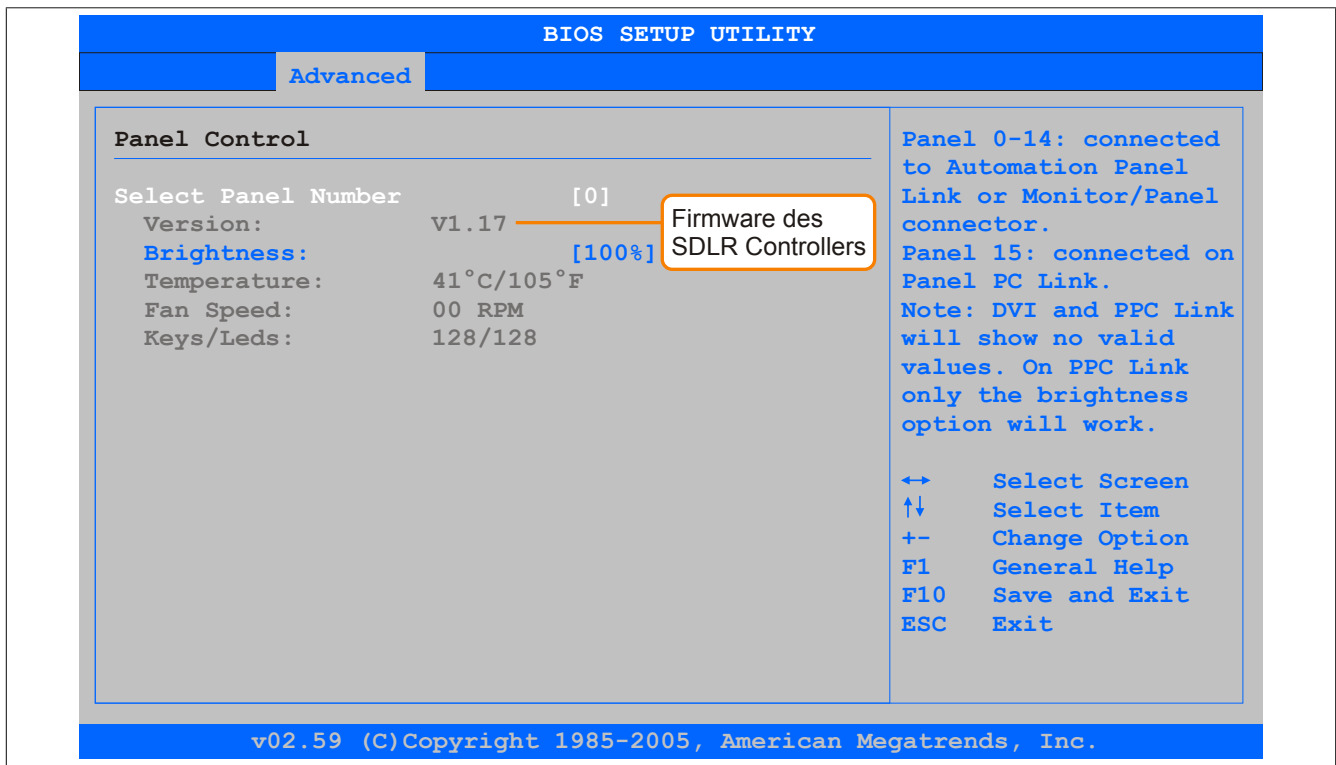 BIOS SETUP UTILITY
Advanced
Panel Control
Select Panel Number [0]
Version: V1.17
Brightness: [100%]
Temperature: 41°C/105°F
Fan Speed: 00 RPM
Keys/Leds: 128/128
Firmware des
SDLR Controllers
Panel 0-14: connected
to Automation Panel
Link or Monitor/Panel
connector.
Panel 15: connected on
Panel PC Link.
Note: DVI and PPC Link
will show no valid
values. On PPC Link
only the brightness
option will work.
↔ Select Screen
↑↓ Select Item
+- Change Option
F1 General Help
F10 Save and Exit
ESC Exit
v02.59 (C)Copyright 1985-2005, American Megatrends, Inc.